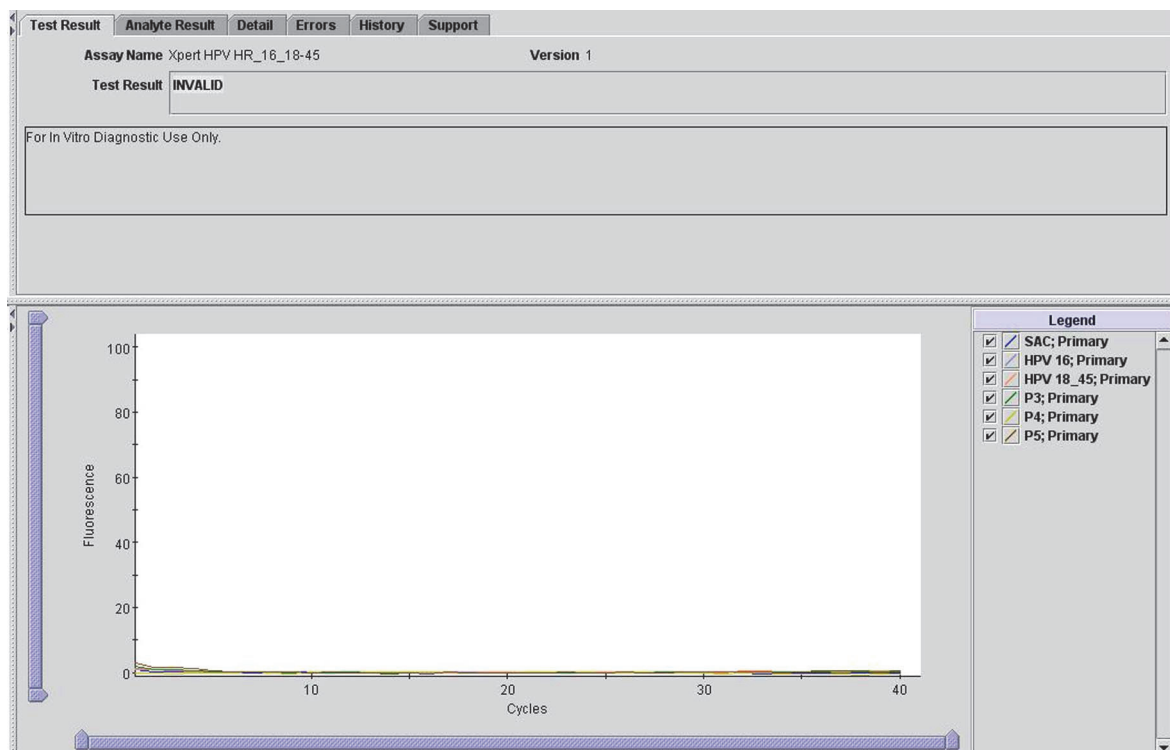 Test Result Analyte Result Detail Errors History Support
Assay Name Xpert HPV HR_16_18-45 Version 1
Test Result INVALID
For In Vitro Diagnostic Use Only.
Legend
SAC; Primary
HPV 16; Primary
HPV 18_45; Primary
P3; Primary
P4; Primary
P5; Primary
100
80
60
40
20
0
Fluorescence
10 20 30 40
Cycles